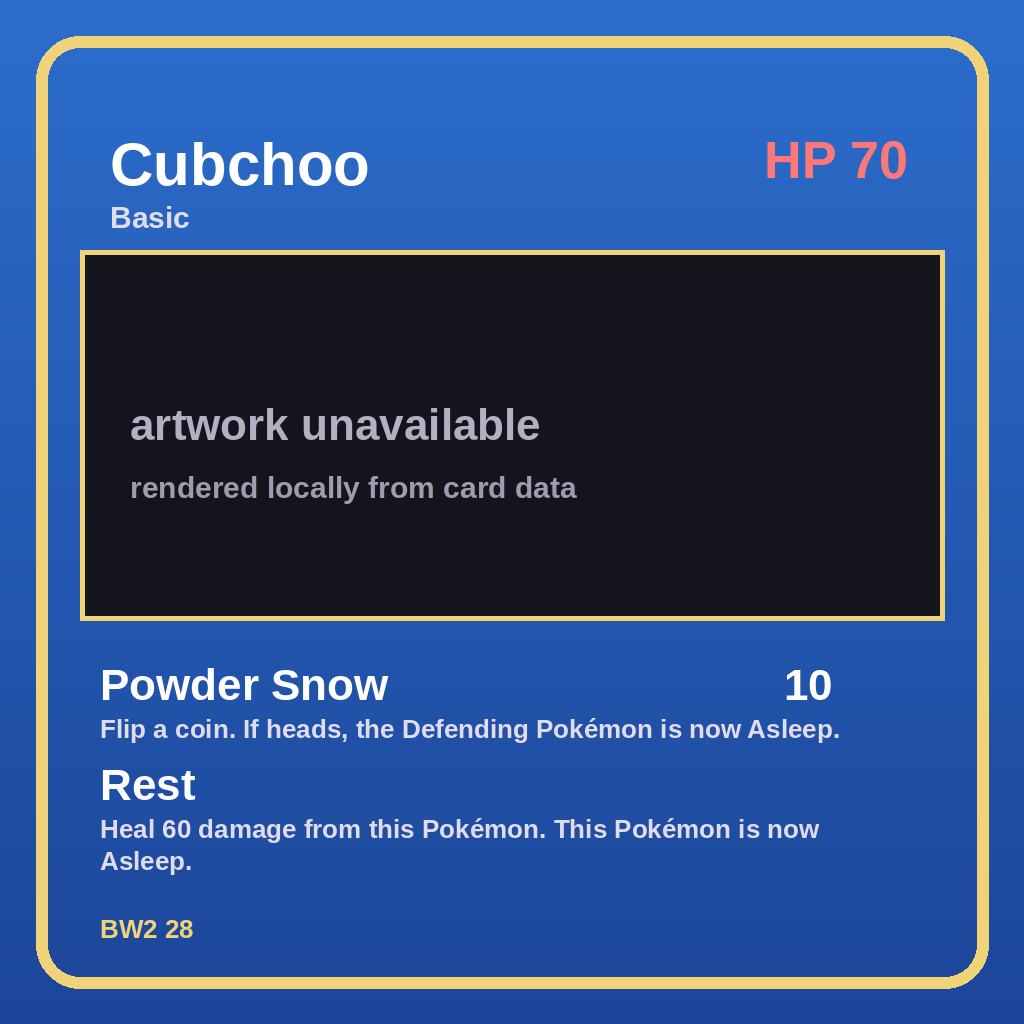 Cubchoo
HP 70
Basic
artwork unavailable
rendered locally from card data
Powder Snow 10
Flip a coin. If heads, the Defending Pokémon is now Asleep.
Rest
Heal 60 damage from this Pokémon. This Pokémon is now
Asleep.
BW2 28